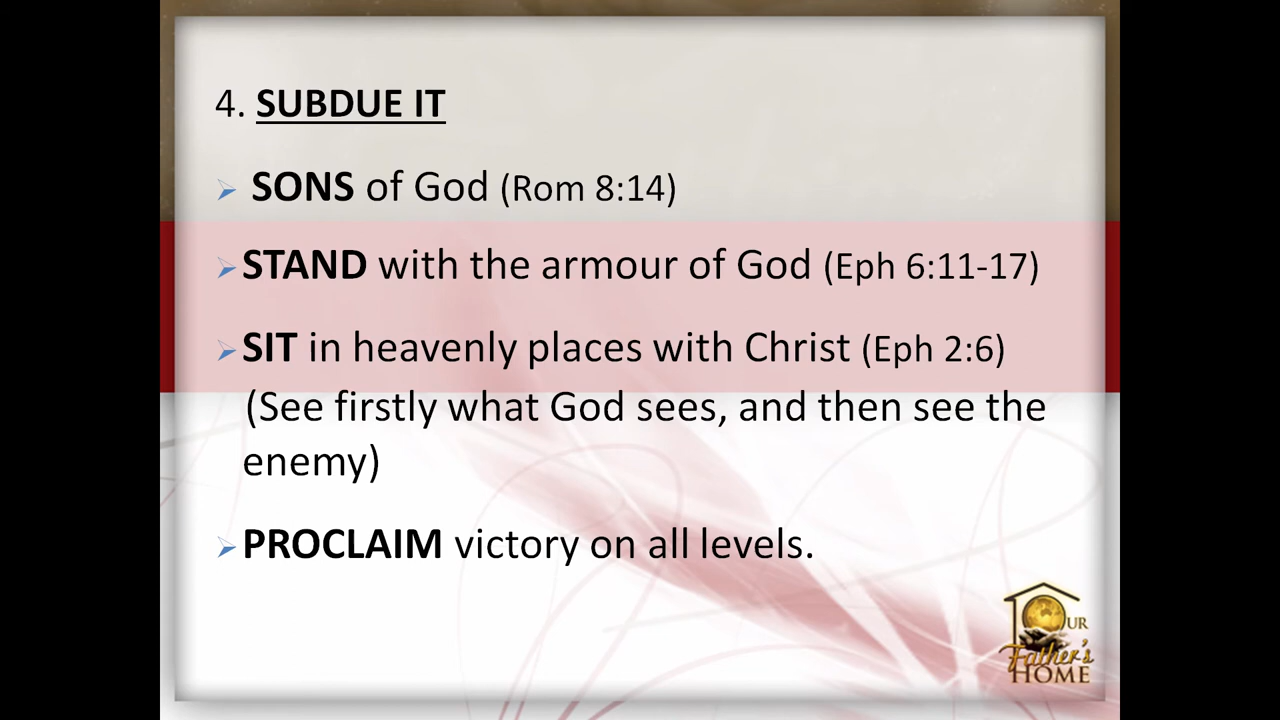 4. SUBDUE IT
SONS of God (Rom 8:14)
STAND with the armour of God (Eph 6:11-17)
SIT in heavenly places with Christ (Eph 2:6)
(See firstly what God sees, and then see the
enemy)
PROCLAIM victory on all levels.
OUR
Father's
HOME